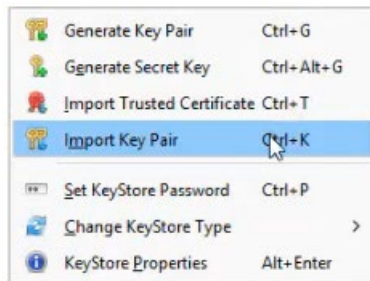 Generate Key Pair Ctrl+G
Generate Secret Key Ctrl+Alt+G
Import Trusted Certificate Ctrl+T
Import Key Pair Ctrl+K
Set KeyStore Password Ctrl+P
Change KeyStore Type >
KeyStore Properties Alt+Enter